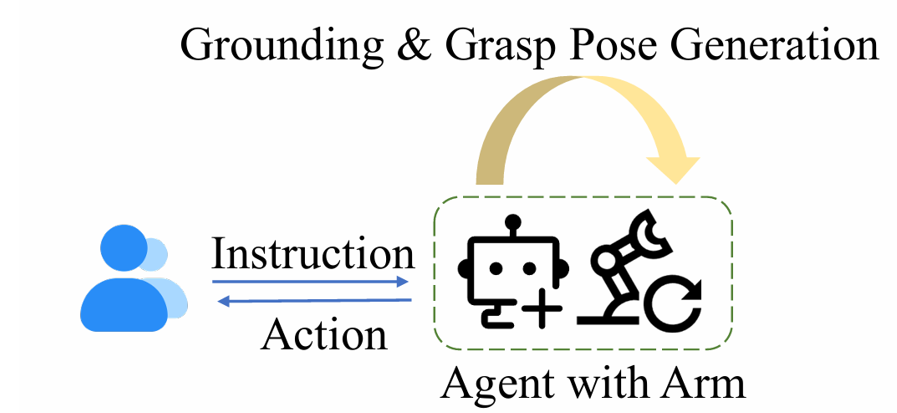 Grounding & Grasp Pose Generation
Instruction
Action
Agent with Arm